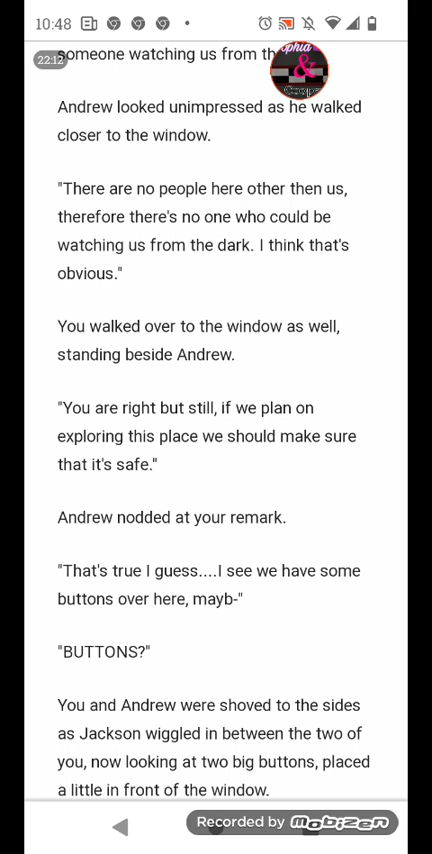 10:48
22:12
someone watching us from th
ophia
&
Coope
Andrew looked unimpressed as he walked
closer to the window.
"There are no people here other then us,
therefore there's no one who could be
watching us from the dark. I think that's
obvious."
You walked over to the window as well,
standing beside Andrew.
"You are right but still, if we plan on
exploring this place we should make sure
that it's safe."
Andrew nodded at your remark.
"That's true I guess....I see we have some
buttons over here, mayb-"
"BUTTONS?"
You and Andrew were shoved to the sides
as Jackson wiggled in between the two of
you, now looking at two big buttons, placed
a little in front of the window.
Recorded by Mobizen